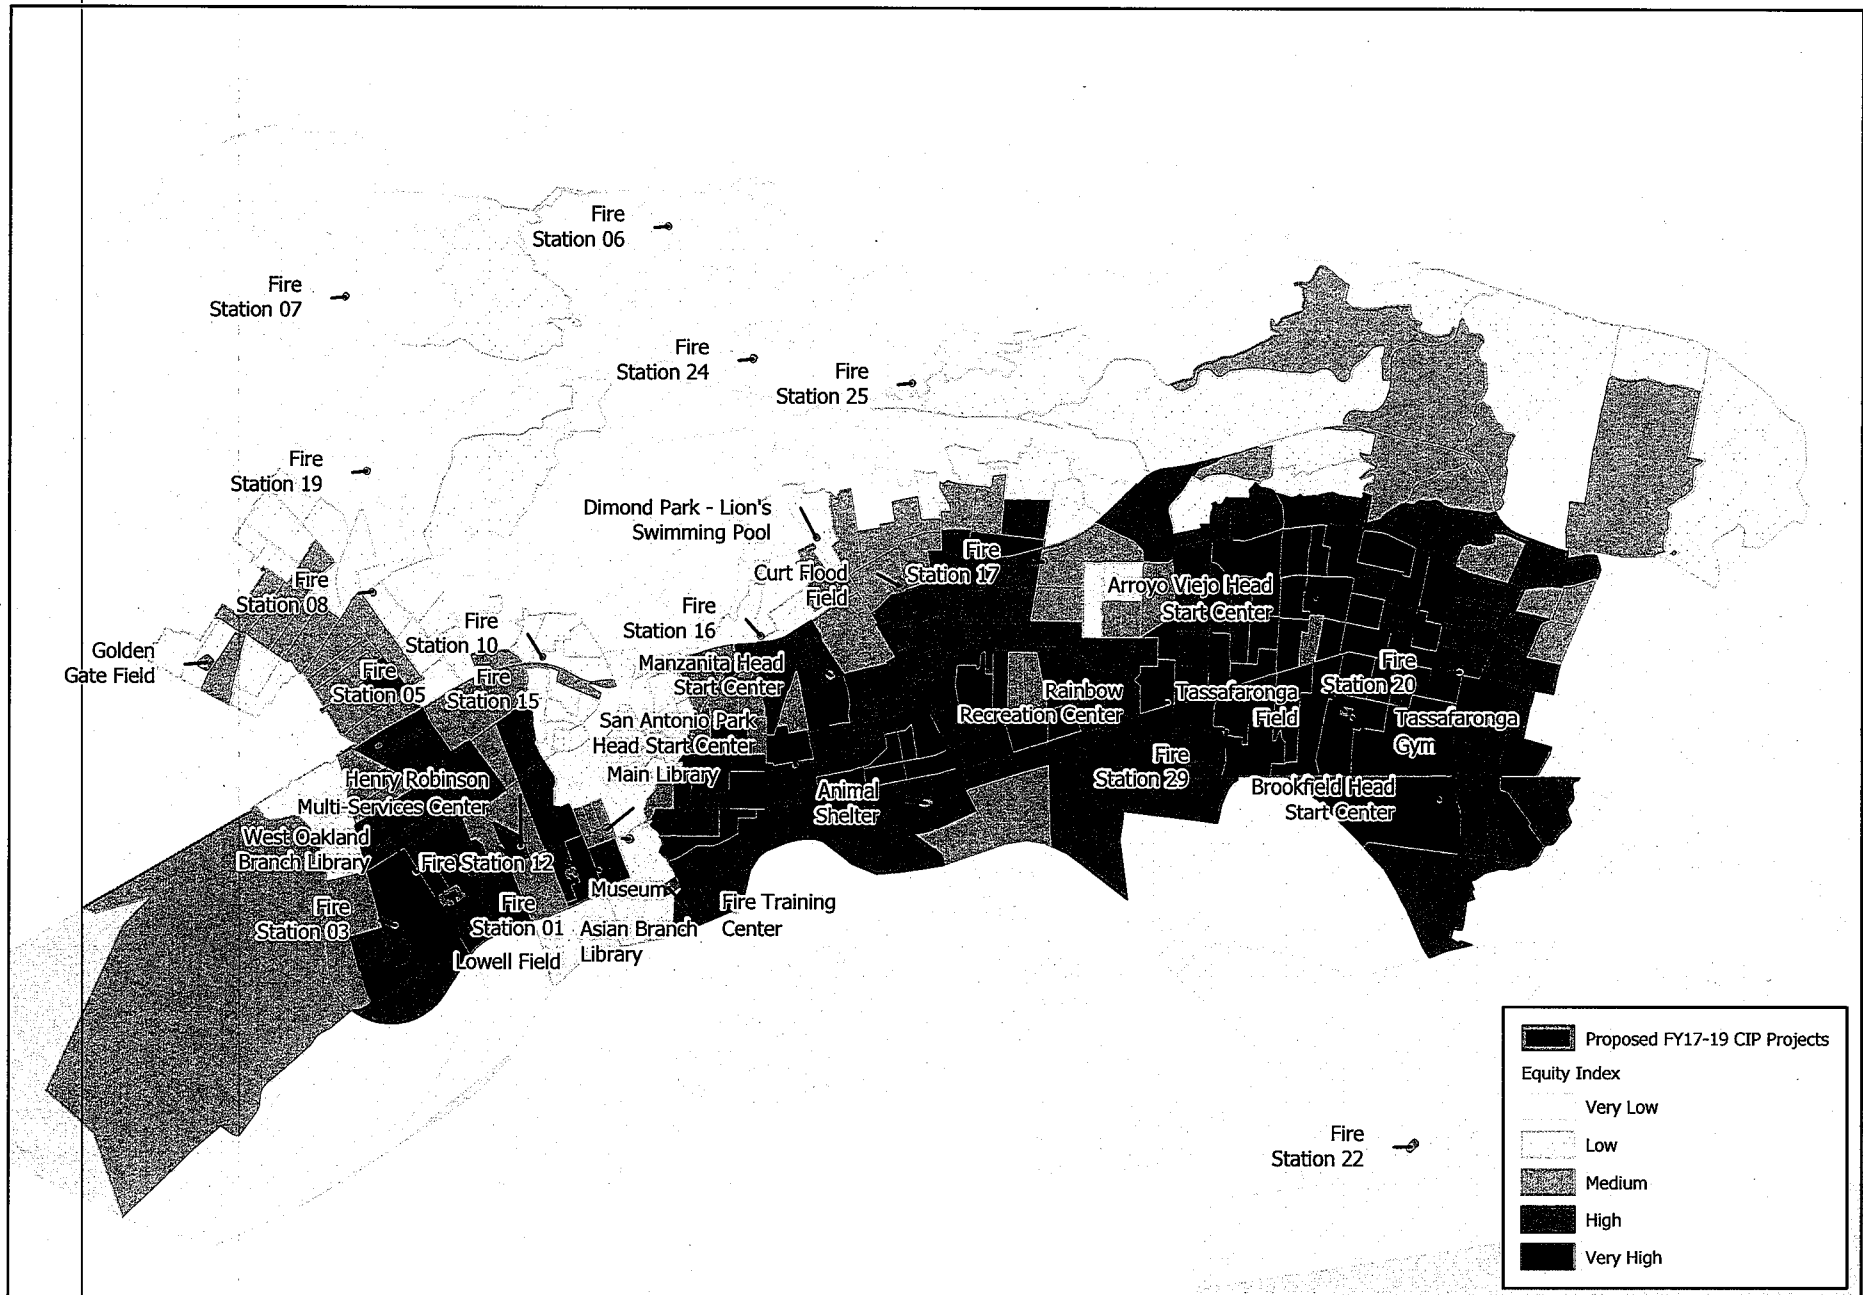 Fire
Station 06
Fire
Station 07
Fire
Station 24
Fire
Station 25
Fire
Station 19
Dimond Park - Lion's
Swimming Pool
Fire
Station 17
Curt Flood
Field
Fire
Station 08
Arroyo Viejo Head
Start Center
Fire
Station 16
Fire
Station 10
Golden
Gate Field
Manzanita Head
Start Center
Fire
Station 05
Fire
Station 15
Fire
Station 20
Rainbow
Recreation Center
Tassafaronga
Field
Tassafaronga
Gym
San Antonio Park
Head Start Center
Main Library
Henry Robinson
Multi-Services Center
Fire
Station 29
Animal
Shelter
Brookfield Head
Start Center
West Oakland
Branch Library
Fire Station 12
Museum
Fire
Station 03
Fire
Station 01
Fire Training
Center
Asian Branch
Library
Lowell Field
Proposed FY17-19 CIP Projects
Equity Index
Very Low
Low
Medium
High
Very High
Fire
Station 22